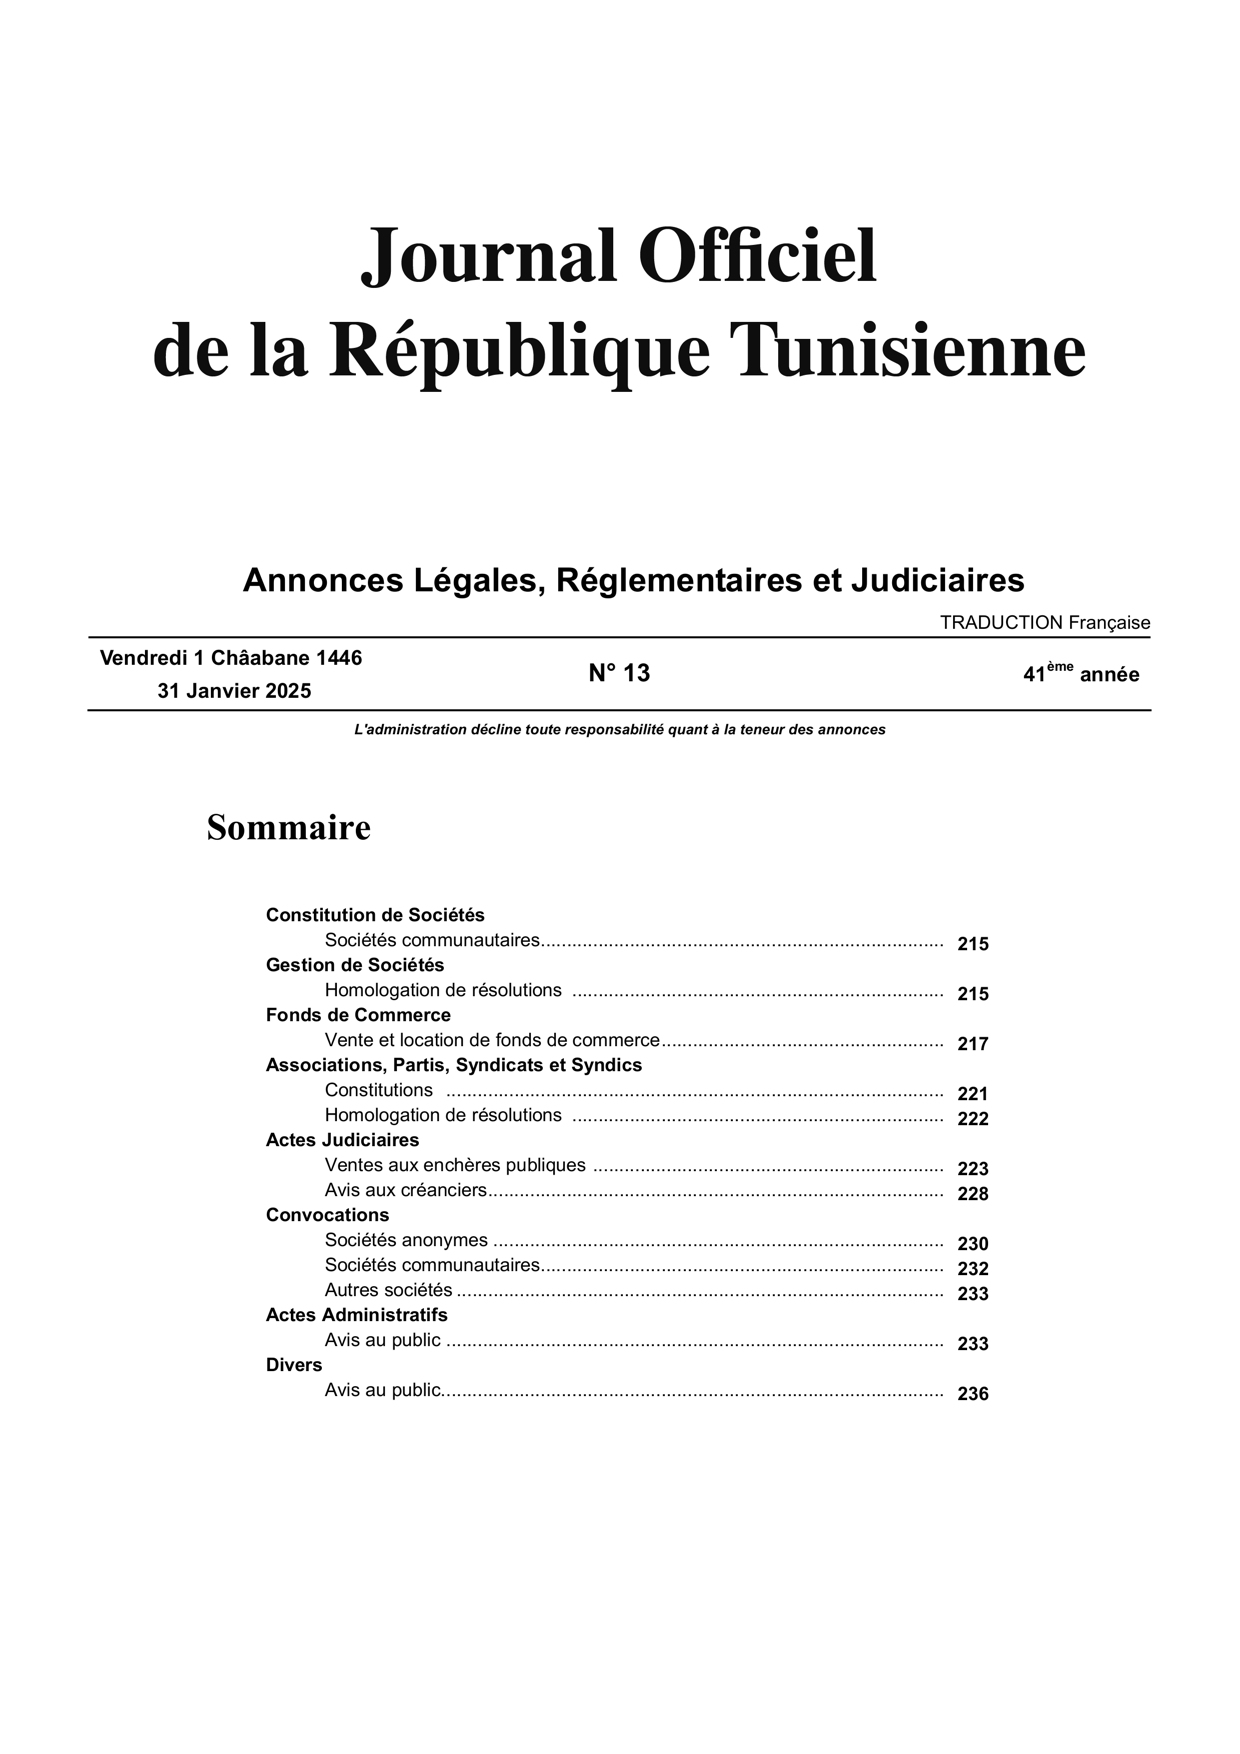 Journal Officiel
de la République Tunisienne
Annonces Légales, Réglementaires et Judiciaires
TRADUCTION Française
Vendredi 1 Châabane 1446
31 Janvier 2025
N° 13
41ème année
L'administration décline toute responsabilité quant à la teneur des annonces
Sommaire
Constitution de Sociétés
Sociétés communautaires............................................................................. 215
Gestion de Sociétés
Homologation de résolutions ....................................................................... 215
Fonds de Commerce
Vente et location de fonds de commerce...................................................... 217
Associations, Partis, Syndicats et Syndics
Constitutions ............................................................................................... 221
Homologation de résolutions ....................................................................... 222
Actes Judiciaires
Ventes aux enchères publiques ................................................................... 223
Avis aux créanciers....................................................................................... 228
Convocations
Sociétés anonymes ...................................................................................... 230
Sociétés communautaires............................................................................. 232
Autres sociétés ............................................................................................. 233
Actes Administratifs
Avis au public ............................................................................................... 233
Divers
Avis au public................................................................................................ 236